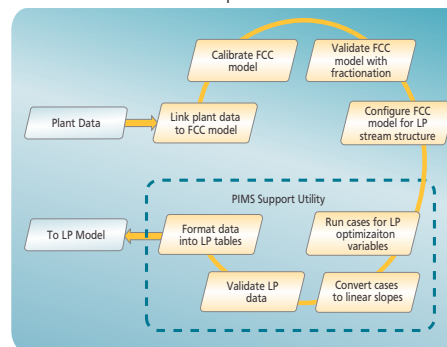 Calibrate FCC
model
Validate FCC
model with
fractionation
Plant Data
Link plant data
to FCC model
Configure FCC
model for LP
stream structure
PIMS Support Utility
To LP Model
Format data
into LP tables
Run cases for LP
optimizaiton
variables
Validate LP
data
Convert cases
to linear slopes